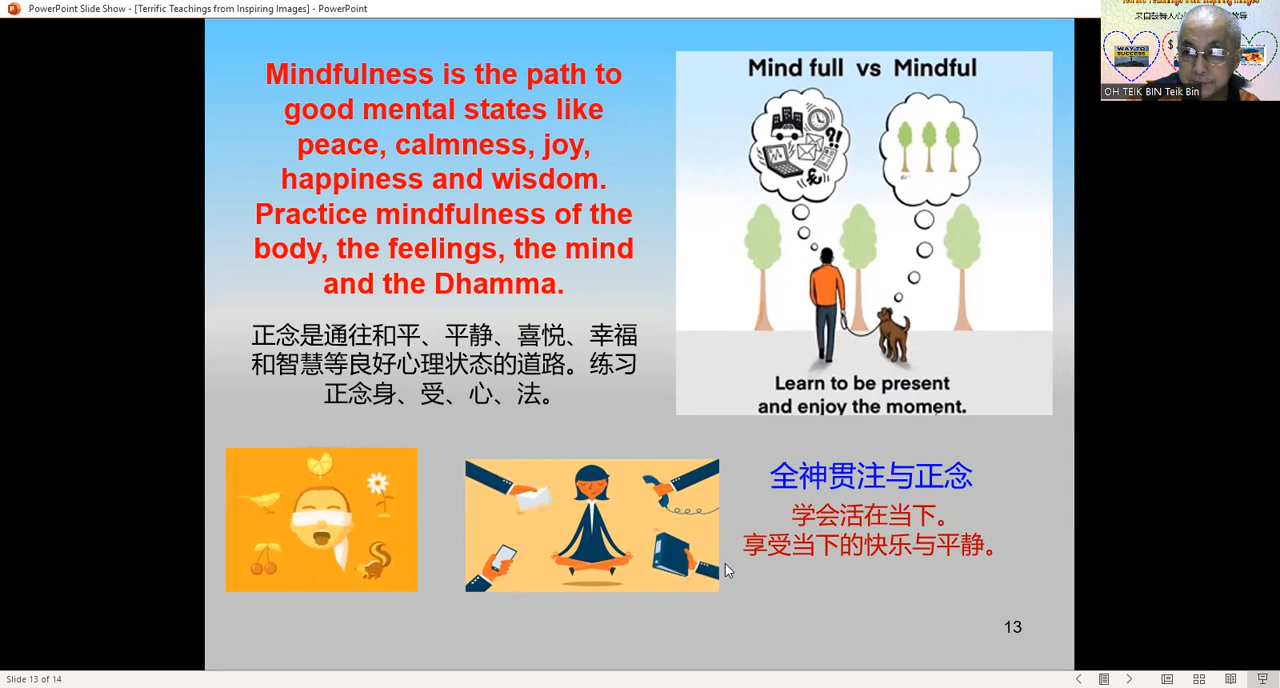 PowerPoint Slide Show - [Terrific Teachings from Inspiring Images] - PowerPoint
WAY TO
SUCCESS
$
OH TEIK BIN Teik Bin
Mindfulness is the path to
good mental states like
peace, calmness, joy,
happiness and wisdom.
Practice mindfulness of the
body, the feelings, the mind
and the Dhamma.
正念是通往和平、平静、喜悦、幸福
和智慧等良好心理状态的道路。练习
正念身、受、心、法。
Mind full vs Mindful
?!
Learn to be present
and enjoy the moment.
全神贯注与正念
学会活在当下。
享受当下的快乐与平静。
13
Slide 13 of 14